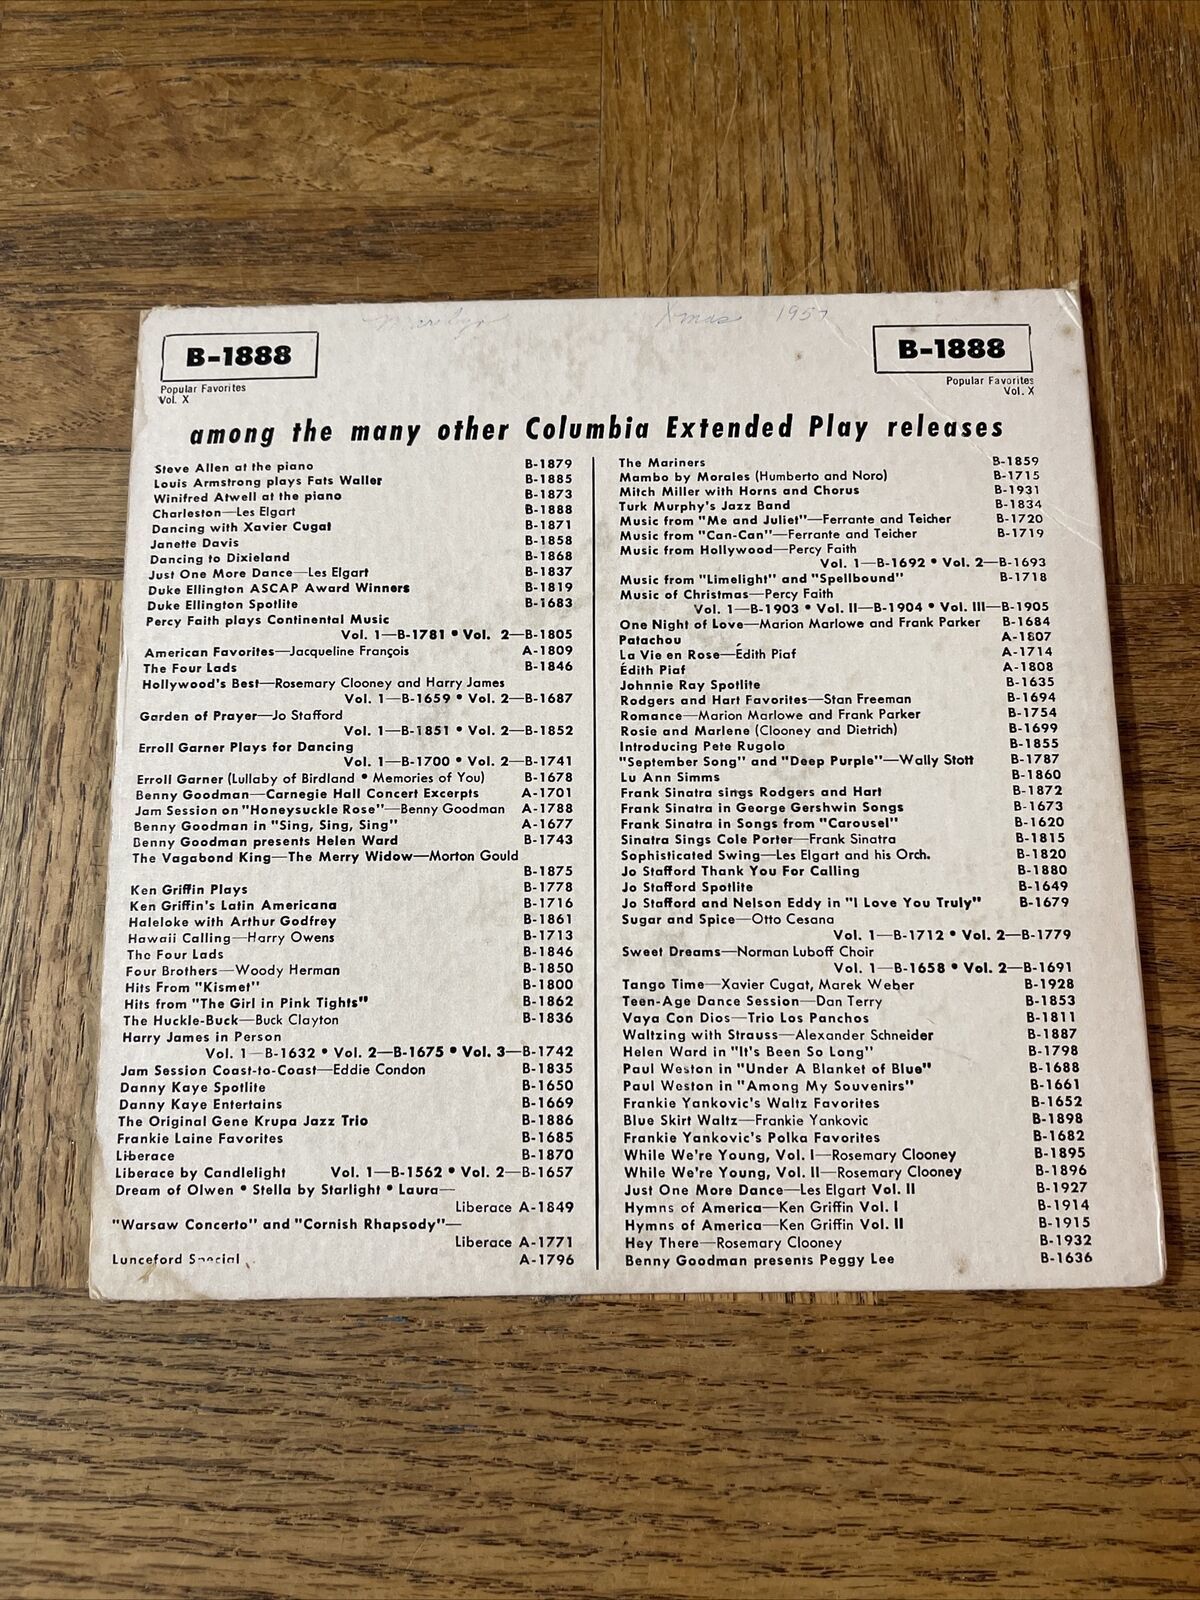 Xmas 1957
B-1888
Popular Favorites
Vol. X
B-1888
Popular Favorites
Vol. X
among the many other Columbia Extended Play releases
Steve Allen at the piano B-1879
Louis Armstrong plays Fats Waller B-1885
Winifred Atwell at the piano B-1873
Charleston—Les Elgart B-1888
Dancing with Xavier Cugat B-1871
Janette Davis B-1858
Dancing to Dixieland B-1868
Just One More Dance—Les Elgart B-1837
Duke Ellington ASCAP Award Winners B-1819
Duke Ellington Spotlite B-1683
Percy Faith plays Continental Music
Vol. 1—B-1781 • Vol. 2—B-1805
American Favorites—Jacqueline François A-1809
The Four Lads B-1846
Hollywood's Best—Rosemary Clooney and Harry James
Vol. 1—B-1659 • Vol. 2—B-1687
Garden of Prayer—Jo Stafford
Vol. 1—B-1851 • Vol. 2—B-1852
Erroll Garner Plays for Dancing
Vol. 1—B-1700 • Vol. 2—B-1741
Erroll Garner (Lullaby of Birdland • Memories of You) B-1678
Benny Goodman—Carnegie Hall Concert Excerpts A-1701
Jam Session on "Honeysuckle Rose"—Benny Goodman A-1788
Benny Goodman in "Sing, Sing, Sing" A-1677
Benny Goodman presents Helen Ward B-1743
The Vagabond King—The Merry Widow—Morton Gould
B-1875
Ken Griffin Plays B-1778
Ken Griffin's Latin Americana B-1716
Haleloke with Arthur Godfrey B-1861
Hawaii Calling—Harry Owens B-1713
The Four Lads B-1846
Four Brothers—Woody Herman B-1850
Hits From "Kismet" B-1800
Hits from "The Girl in Pink Tights" B-1862
The Huckle-Buck—Buck Clayton B-1836
Harry James in Person
Vol. 1—B-1632 • Vol. 2—B-1675 • Vol. 3—B-1742
Jam Session Coast-to-Coast—Eddie Condon B-1835
Danny Kaye Spotlite B-1650
Danny Kaye Entertains B-1669
The Original Gene Krupa Jazz Trio B-1886
Frankie Laine Favorites B-1685
Liberace B-1870
Liberace by Candlelight Vol. 1—B-1562 • Vol. 2—B-1657
Dream of Olwen • Stella by Starlight • Laura—
Liberace A-1849
"Warsaw Concerto" and "Cornish Rhapsody"—
Liberace A-1771
Lunceford Special A-1796
The Mariners B-1859
Mambo by Morales (Humberto and Noro) B-1715
Mitch Miller with Horns and Chorus B-1931
Turk Murphy's Jazz Band B-1834
Music from "Me and Juliet"—Ferrante and Teicher B-1720
Music from "Can-Can"—Ferrante and Teicher B-1719
Music from Hollywood—Percy Faith
Vol. 1—B-1692 • Vol. 2—B-1693
Music from "Limelight" and "Spellbound" B-1718
Music of Christmas—Percy Faith
Vol. 1—B-1903 • Vol. II—B-1904 • Vol. III—B-1905
One Night of Love—Marion Marlowe and Frank Parker B-1684
Patachou A-1807
La Vie en Rose—Édith Piaf A-1714
Édith Piaf A-1808
Johnnie Ray Spotlite B-1635
Rodgers and Hart Favorites—Stan Freeman B-1694
Romance—Marion Marlowe and Frank Parker B-1754
Rosie and Marlene (Clooney and Dietrich) B-1699
Introducing Pete Rugolo B-1855
"September Song" and "Deep Purple"—Wally Stott B-1787
Lu Ann Simms B-1860
Frank Sinatra sings Rodgers and Hart B-1872
Frank Sinatra in George Gershwin Songs B-1673
Frank Sinatra in Songs from "Carousel" B-1620
Sinatra Sings Cole Porter—Frank Sinatra B-1815
Sophisticated Swing—Les Elgart and his Orch. B-1820
Jo Stafford Thank You For Calling B-1880
Jo Stafford Spotlite B-1649
Jo Stafford and Nelson Eddy in "I Love You Truly" B-1679
Sugar and Spice—Otto Cesana
Vol. 1—B-1712 • Vol. 2—B-1779
Sweet Dreams—Norman Luboff Choir
Vol. 1—B-1658 • Vol. 2—B-1691
Tango Time—Xavier Cugat, Marek Weber B-1928
Teen-Age Dance Session—Dan Terry B-1853
Vaya Con Dios—Trio Los Panchos B-1811
Waltzing with Strauss—Alexander Schneider B-1887
Helen Ward in "It's Been So Long" B-1798
Paul Weston in "Under A Blanket of Blue" B-1688
Paul Weston in "Among My Souvenirs" B-1661
Frankie Yankovic's Waltz Favorites B-1652
Blue Skirt Waltz—Frankie Yankovic B-1898
Frankie Yankovic's Polka Favorites B-1682
While We're Young, Vol. I—Rosemary Clooney B-1895
While We're Young, Vol. II—Rosemary Clooney B-1896
Just One More Dance—Les Elgart Vol. II B-1927
Hymns of America—Ken Griffin Vol. I B-1914
Hymns of America—Ken Griffin Vol. II B-1915
Hey There—Rosemary Clooney B-1932
Benny Goodman presents Peggy Lee B-1636